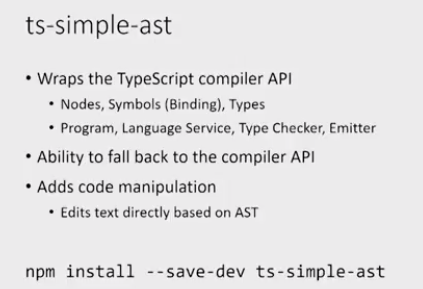 ts-simple-ast
• Wraps the TypeScript compiler API
• Nodes, Symbols (Binding), Types
• Program, Language Service, Type Checker, Emitter
• Ability to fall back to the compiler API
• Adds code manipulation
• Edits text directly based on AST
npm install --save-dev ts-simple-ast